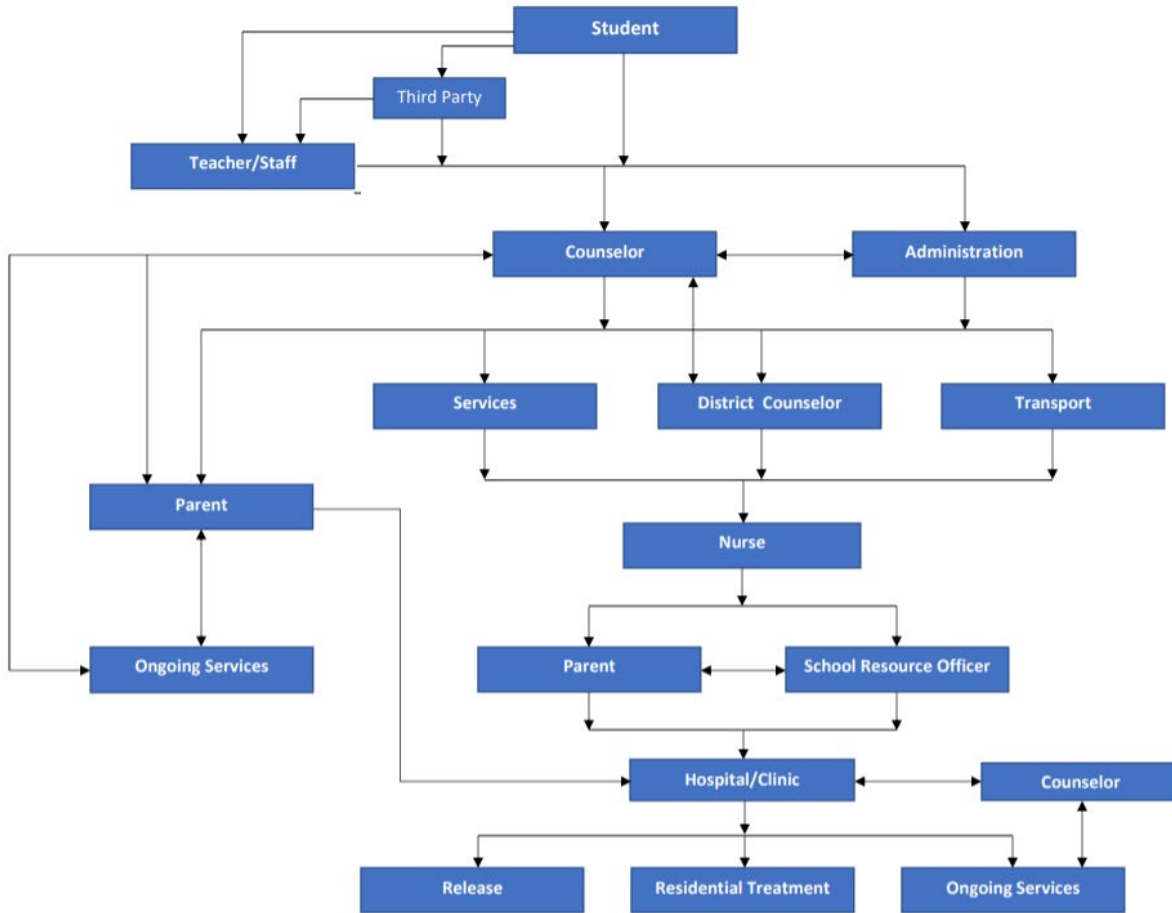 Student
Third Party
Teacher/Staff
Counselor
Administration
Services
District Counselor
Transport
Parent
Nurse
Ongoing Services
Parent
School Resource Officer
Hospital/Clinic
Counselor
Release
Residential Treatment
Ongoing Services